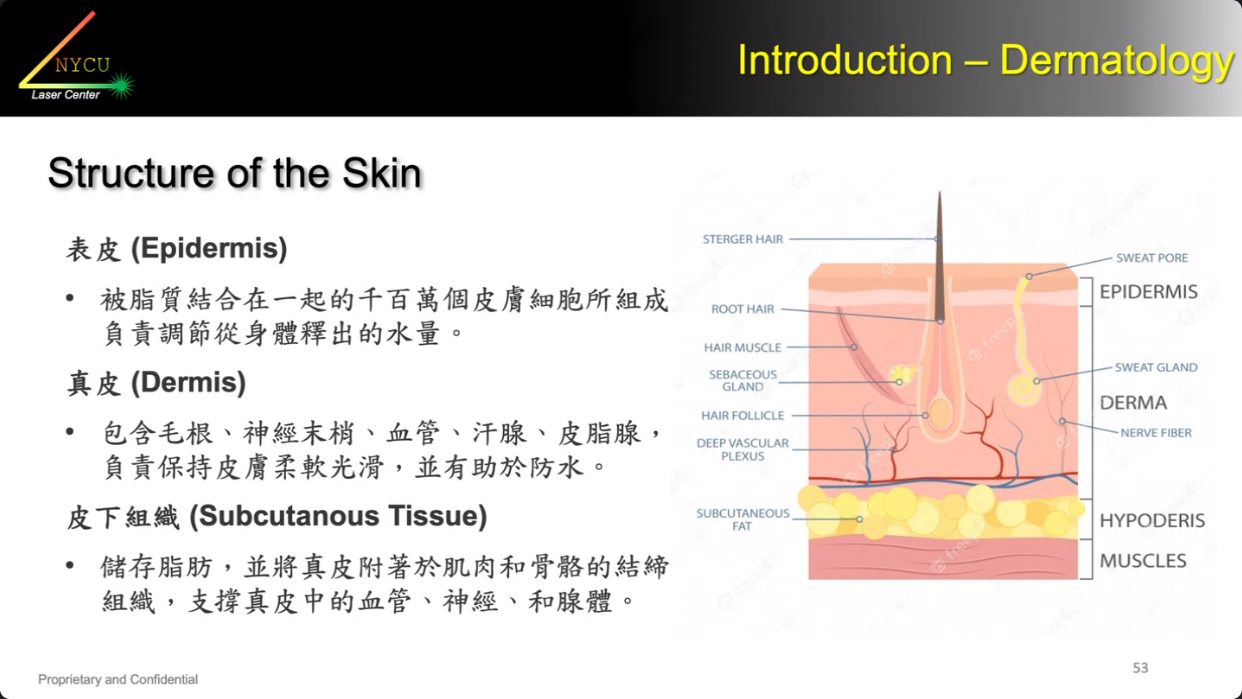 NYCU
Laser Center
Introduction – Dermatology
Structure of the Skin
表皮 (Epidermis)
• 被脂質結合在一起的千百萬個皮膚細胞所組成
負責調節從身體釋出的水量。
真皮 (Dermis)
• 包含毛根、神經末梢、血管、汗腺、皮脂腺，
負責保持皮膚柔軟光滑，並有助於防水。
皮下組織 (Subcutanous Tissue)
• 儲存脂肪，並將真皮附著於肌肉和骨骼的結締
組織，支撐真皮中的血管、神經、和腺體。
STERGER HAIR
ROOT HAIR
HAIR MUSCLE
SEBACEOUS
GLAND
HAIR FOLLICLE
DEEP VASCULAR
PLEXUS
SUBCUTANEOUS
FAT
SWEAT PORE
EPIDERMIS
SWEAT GLAND
DERMA
NERVE FIBER
HYPODERIS
MUSCLES
Proprietary and Confidential
53